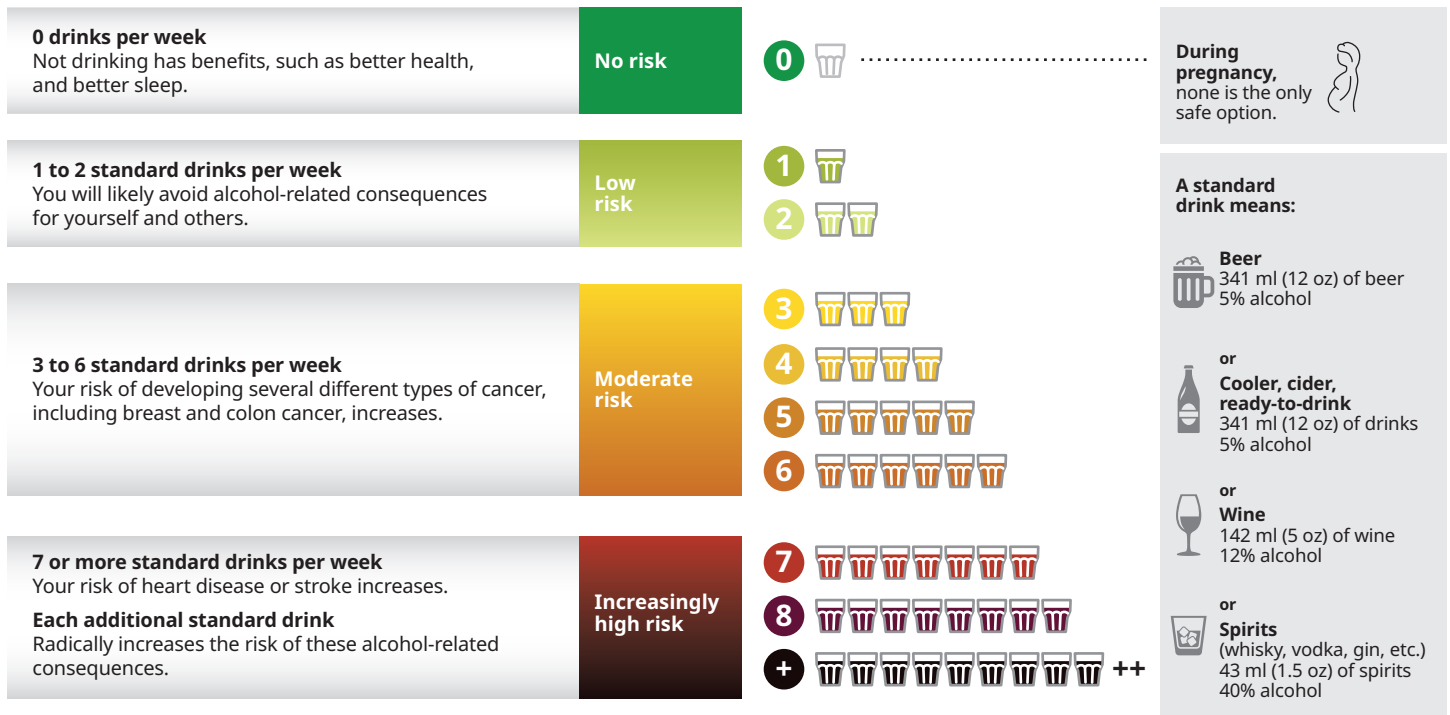 0 drinks per week
Not drinking has benefits, such as better health,
and better sleep.
No risk
0
1 to 2 standard drinks per week
You will likely avoid alcohol-related consequences
for yourself and others.
Low
risk
1
2
3 to 6 standard drinks per week
Your risk of developing several different types of cancer,
including breast and colon cancer, increases.
Moderate
risk
3
4
5
6
7 or more standard drinks per week
Your risk of heart disease or stroke increases.
Each additional standard drink
Radically increases the risk of these alcohol-related
consequences.
Increasingly
high risk
7
8
+
++
During
pregnancy,
none is the only
safe option.
A standard
drink means:
Beer
341 ml (12 oz) of beer
5% alcohol
or
Cooler, cider,
ready-to-drink
341 ml (12 oz) of drinks
5% alcohol
or
Wine
142 ml (5 oz) of wine
12% alcohol
or
Spirits
(whisky, vodka, gin, etc.)
43 ml (1.5 oz) of spirits
40% alcohol